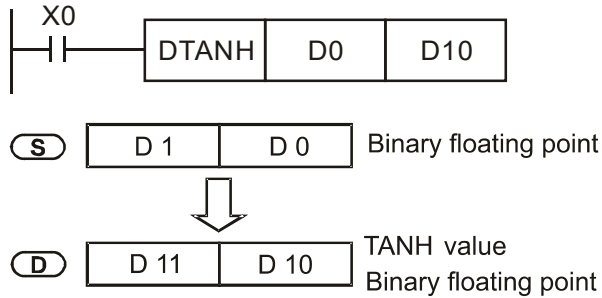 X0
DTANH D0 D10
S D 1 D 0 Binary floating point
D D 11 D 10 TANH value
Binary floating point